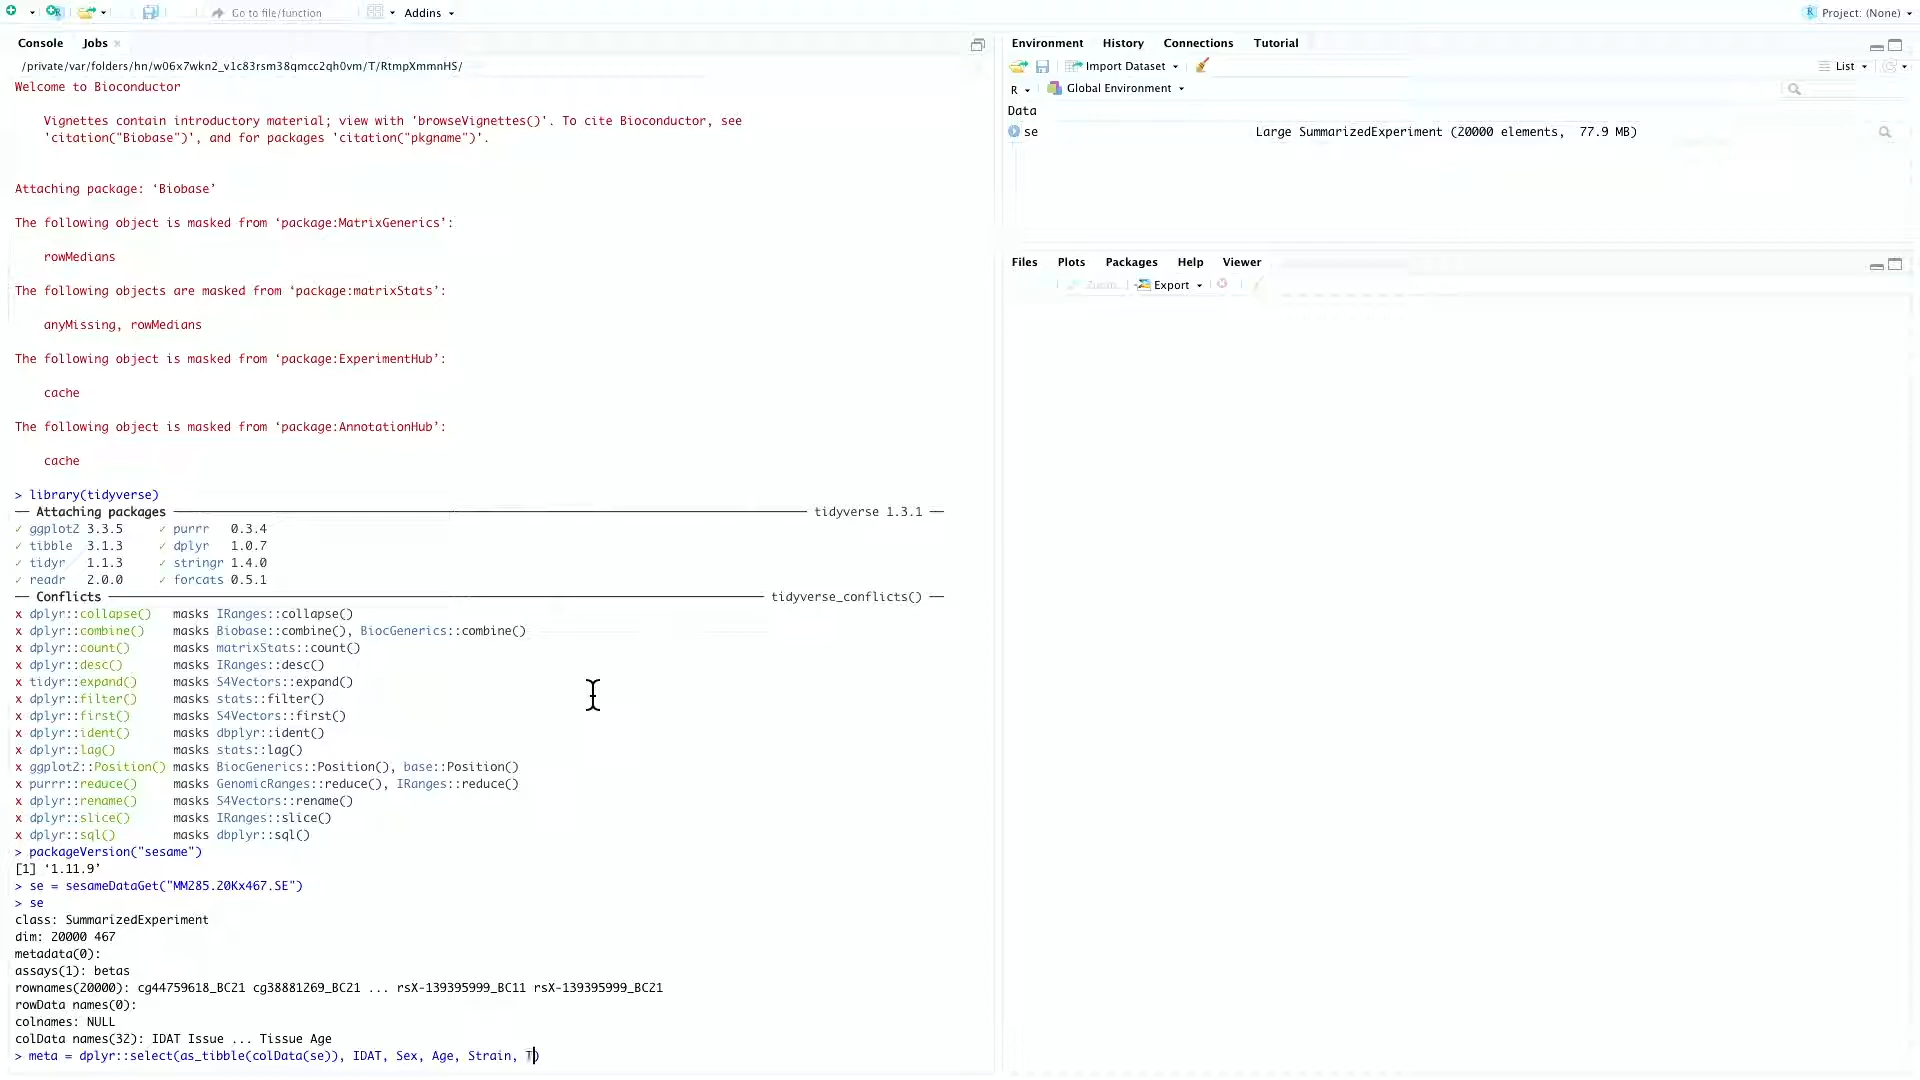 Go to file/function
Addins
Project: (None)
Console Jobs
/private/var/folders/hn/w06x7wkn2_v1c83rsm38qmcc2qh0vm/T/RtmpXmmnHS/
Welcome to Bioconductor
Vignettes contain introductory material; view with 'browseVignettes()'. To cite Bioconductor, see
'citation("Biobase")', and for packages 'citation("pkgname")'.
Attaching package: ‘Biobase’
The following object is masked from ‘package:MatrixGenerics’:
rowMedians
The following objects are masked from ‘package:matrixStats’:
anyMissing, rowMedians
The following object is masked from ‘package:ExperimentHub’:
cache
The following object is masked from ‘package:AnnotationHub’:
cache
> library(tidyverse)
── Attaching packages ── tidyverse 1.3.1 ──
✓ ggplot2 3.3.5 ✓ purrr 0.3.4
✓ tibble 3.1.3 ✓ dplyr 1.0.7
✓ tidyr 1.1.3 ✓ stringr 1.4.0
✓ readr 2.0.0 ✓ forcats 0.5.1
── Conflicts ── tidyverse_conflicts() ──
x dplyr::collapse() masks IRanges::collapse()
x dplyr::combine() masks Biobase::combine(), BiocGenerics::combine()
x dplyr::count() masks matrixStats::count()
x dplyr::desc() masks IRanges::desc()
x tidyr::expand() masks S4Vectors::expand()
x dplyr::filter() masks stats::filter()
x dplyr::first() masks S4Vectors::first()
x dplyr::ident() masks dbplyr::ident()
x dplyr::lag() masks stats::lag()
x ggplot2::Position() masks BiocGenerics::Position(), base::Position()
x purrr::reduce() masks GenomicRanges::reduce(), IRanges::reduce()
x dplyr::rename() masks S4Vectors::rename()
x dplyr::slice() masks IRanges::slice()
x dplyr::sql() masks dbplyr::sql()
> packageVersion("sesame")
[1] ‘1.11.9’
> se = sesameDataGet("MM285.20Kx467.SE")
> se
class: SummarizedExperiment
dim: 20000 467
metadata(0):
assays(1): betas
rownames(20000): cg44759618_BC21 cg38881269_BC21 ... rsX-139395999_BC11 rsX-139395999_BC21
rowData names(0):
colnames: NULL
colData names(32): IDAT Issue ... Tissue Age
> meta = dplyr::select(as_tibble(colData(se)), IDAT, Sex, Age, Strain, T)
Environment History Connections Tutorial
Import Dataset
List
R Global Environment
Data
se Large SummarizedExperiment (20000 elements, 77.9 MB)
Files Plots Packages Help Viewer
Zoom Export